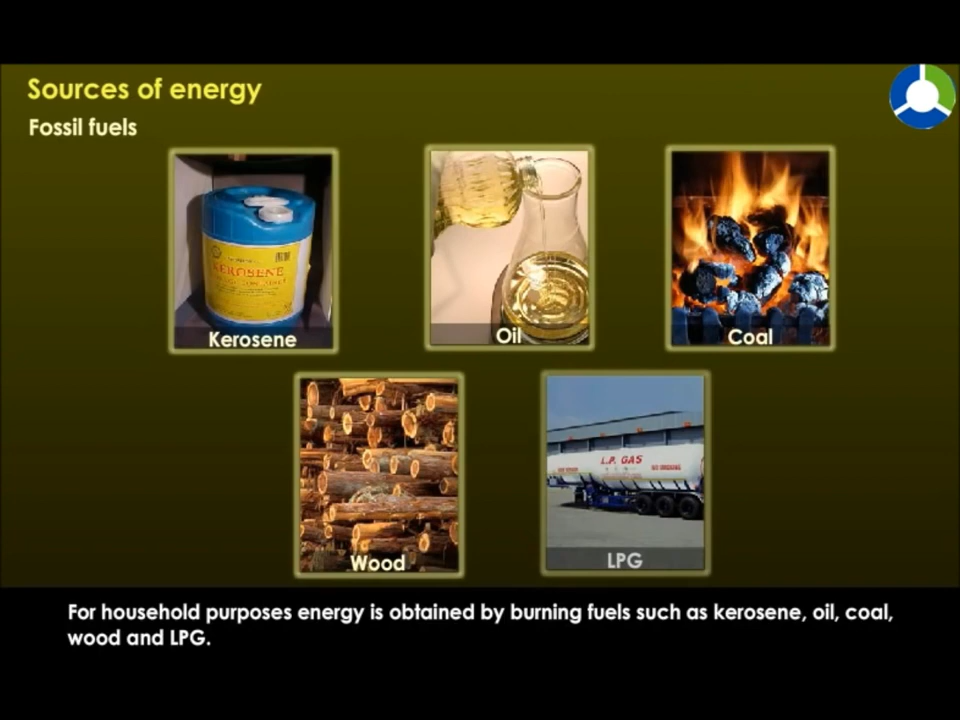 Sources of energy
Fossil fuels
KEROSENE
Kerosene
Oil
Coal
L.P. GAS
Wood
LPG
For household purposes energy is obtained by burning fuels such as kerosene, oil, coal,
wood and LPG.